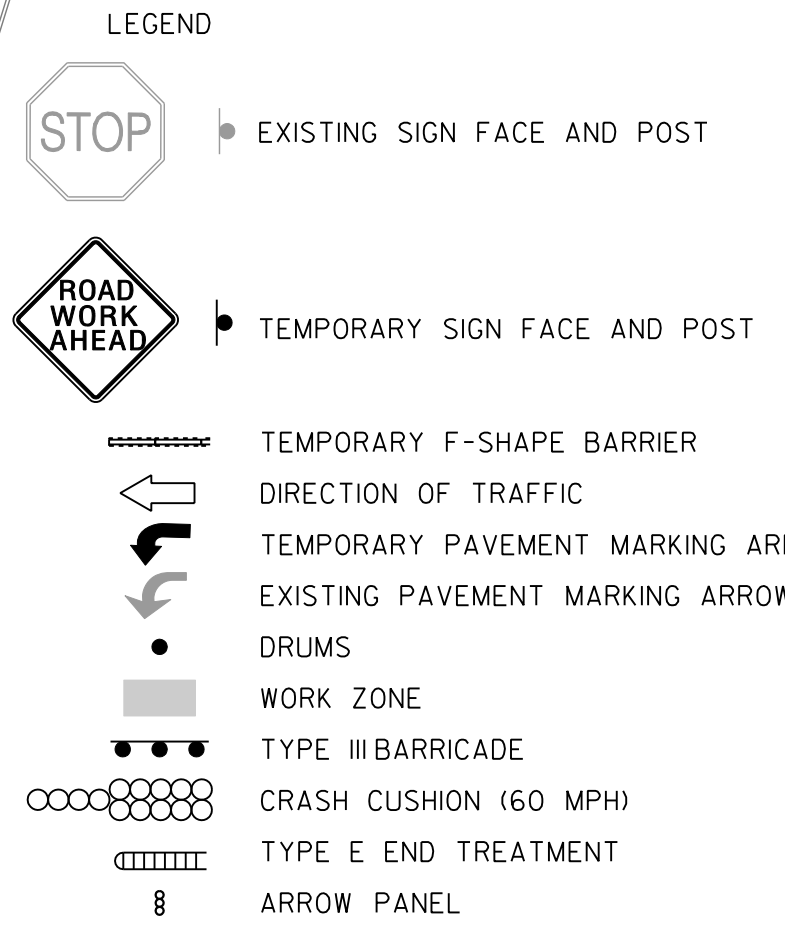 LEGEND
STOP
EXISTING SIGN FACE AND POST
ROAD
WORK
AHEAD
TEMPORARY SIGN FACE AND POST
TEMPORARY F-SHAPE BARRIER
DIRECTION OF TRAFFIC
TEMPORARY PAVEMENT MARKING
EXISTING PAVEMENT MARKING ARROW
DRUMS
WORK ZONE
TYPE III BARRICADE
CRASH CUSHION (60 MPH)
TYPE E END TREATMENT
ARROW PANEL